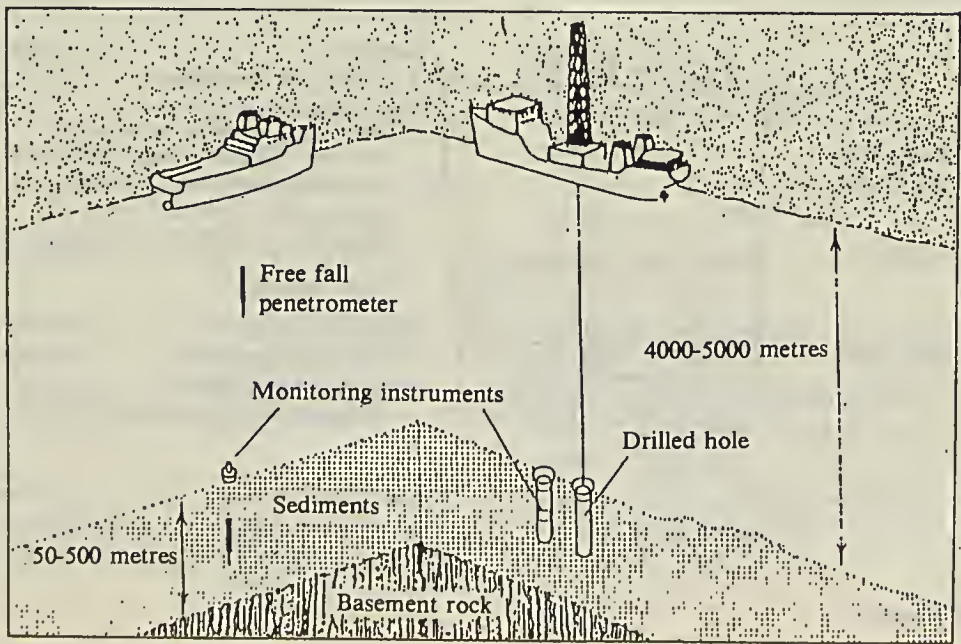 Free fall
penetrometer
4000-5000 metres
Monitoring instruments
Drilled hole
Sediments
50-500 metres
Basement rock